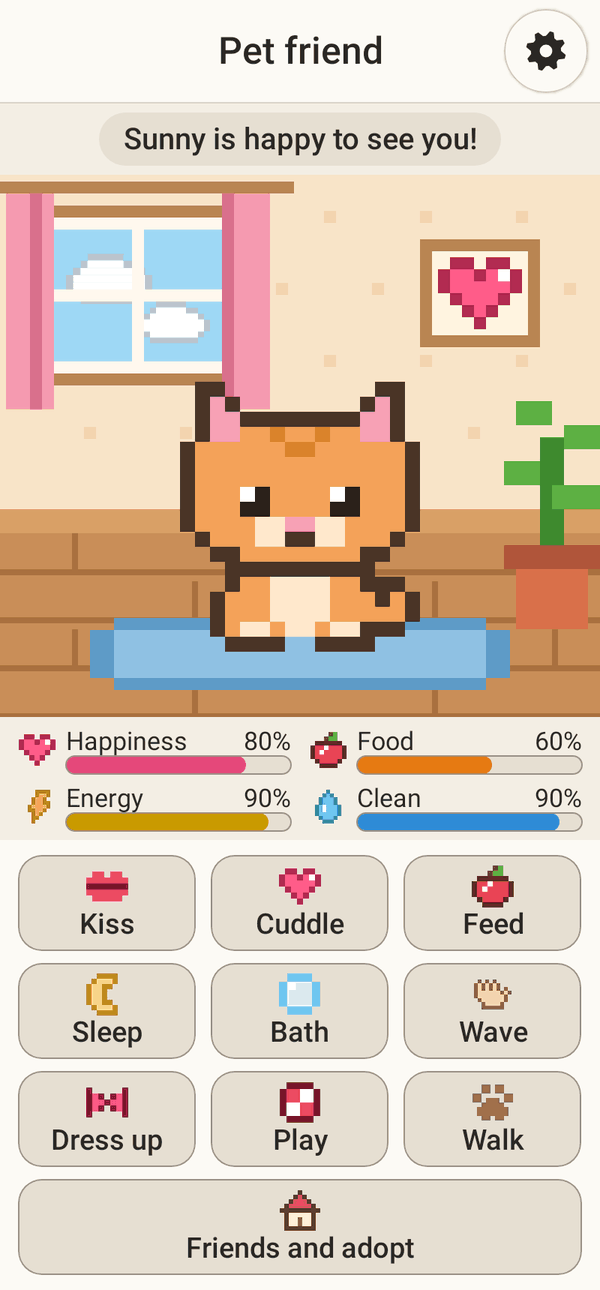 Pet friend
Sunny is happy to see you!
Happiness 80%
Food 60%
Energy 90%
Clean 90%
Kiss
Cuddle
Feed
Sleep
Bath
Wave
Dress up
Play
Walk
Friends and adopt